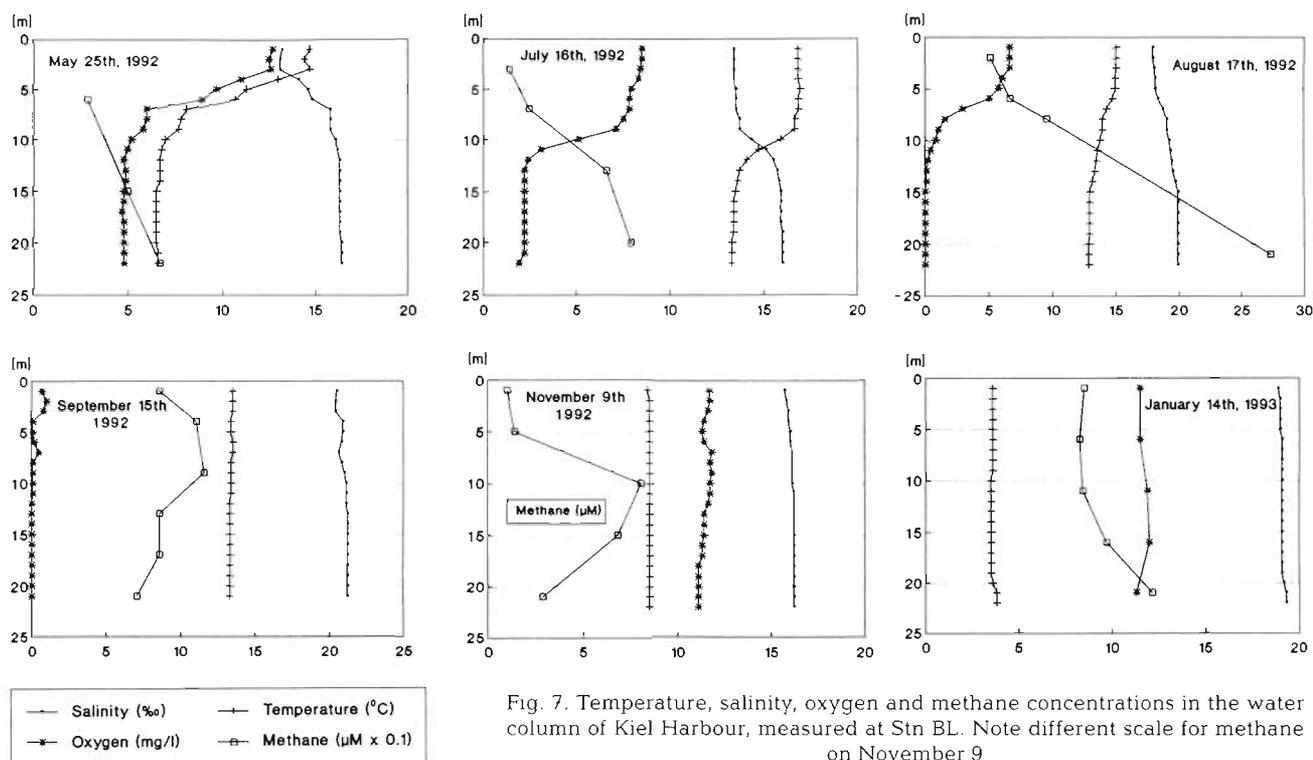 [m] [m] [m]
May 25th, 1992
0
5
10
15
20
25
0 5 10 15 20
July 16th, 1992
0
5
10
15
20
25
0 5 10 15 20
August 17th, 1992
0
5
10
15
20
-25
0 5 10 15 20 25 30
[m] [m] [m]
September 15th
1992
0
5
10
15
20
25
0 5 10 15 20 25
November 9th
1992
Methane (µM)
0
5
10
15
20
25
0 5 10 15 20
January 14th, 1993
0
5
10
15
20
25
0 5 10 15 20
Salinity (‰) Temperature (⁰C)
Oxygen (mg/l) Methane (µM x 0.1)
Fig. 7. Temperature, salinity, oxygen and methane concentrations in the water
column of Kiel Harbour, measured at Stn BL. Note different scale for methane
on November 9